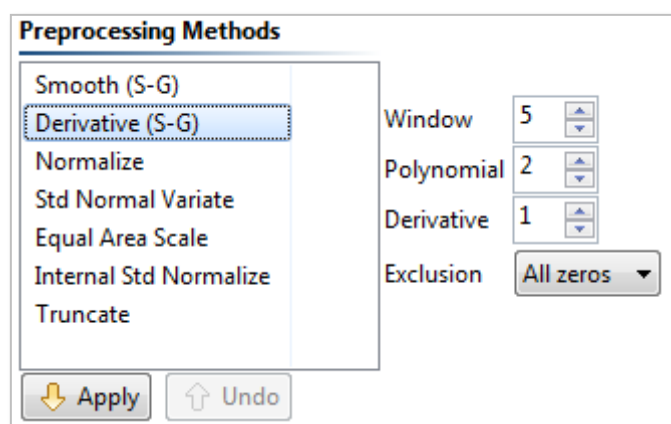 Preprocessing Methods
Smooth (S-G)
Derivative (S-G)
Normalize
Std Normal Variate
Equal Area Scale
Internal Std Normalize
Truncate
Window 5
Polynomial 2
Derivative 1
Exclusion All zeros
Apply Undo